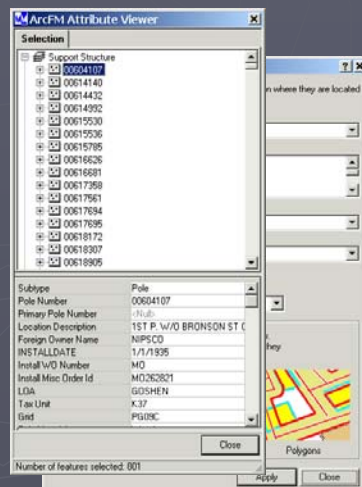 ArcFM Attribute Viewer
Selection
Support Structure
00604107
00614140
00614432
00614992
00615530
00615536
00615785
00616626
00616681
00617358
00617561
00617694
00617695
00618172
00618307
00618905
Subtype Pole
Pole Number 00604107
Primary Pole Number <Null>
Location Description 1ST P. W/O BRONSON ST
Foreign Owner Name NIPSCO
INSTALLDATE 1/1/1935
Install WO Number MO
Install Misc Order Id MO262821
LOA GOSHEN
Tax Unit K37
Grid PG09C
Close
Number of features selected: 001
n where they are located
hey
Polygons
Apply Close